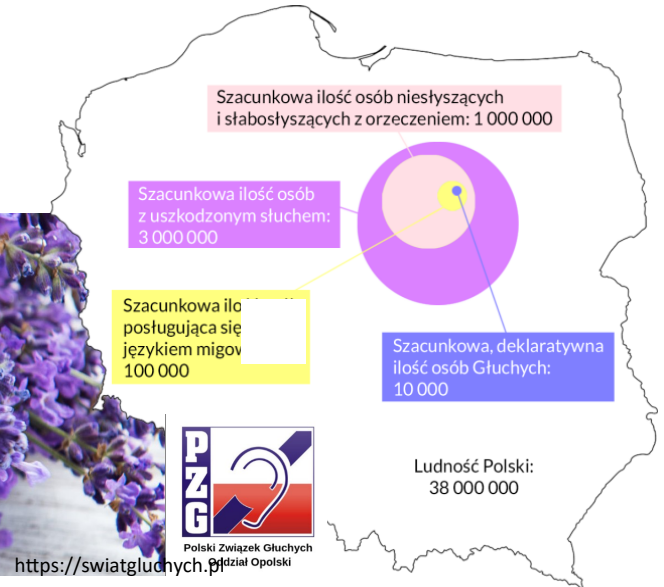 Szacunkowa ilość osób niesłyszących
i słabosłyszących z orzeczeniem: 1 000 000
Szacunkowa ilość osób
z uszkodzonym słuchem:
3 000 000
Szacunkowa
posługująca się
językiem
100 000
Szacunkowa, deklaratywna
ilość osób Głuchych:
10 000
Ludność Polski:
38 000 000
PZG
Polski Związek Głuchych
Oddział Opolski
https://swiatgluchych.pl